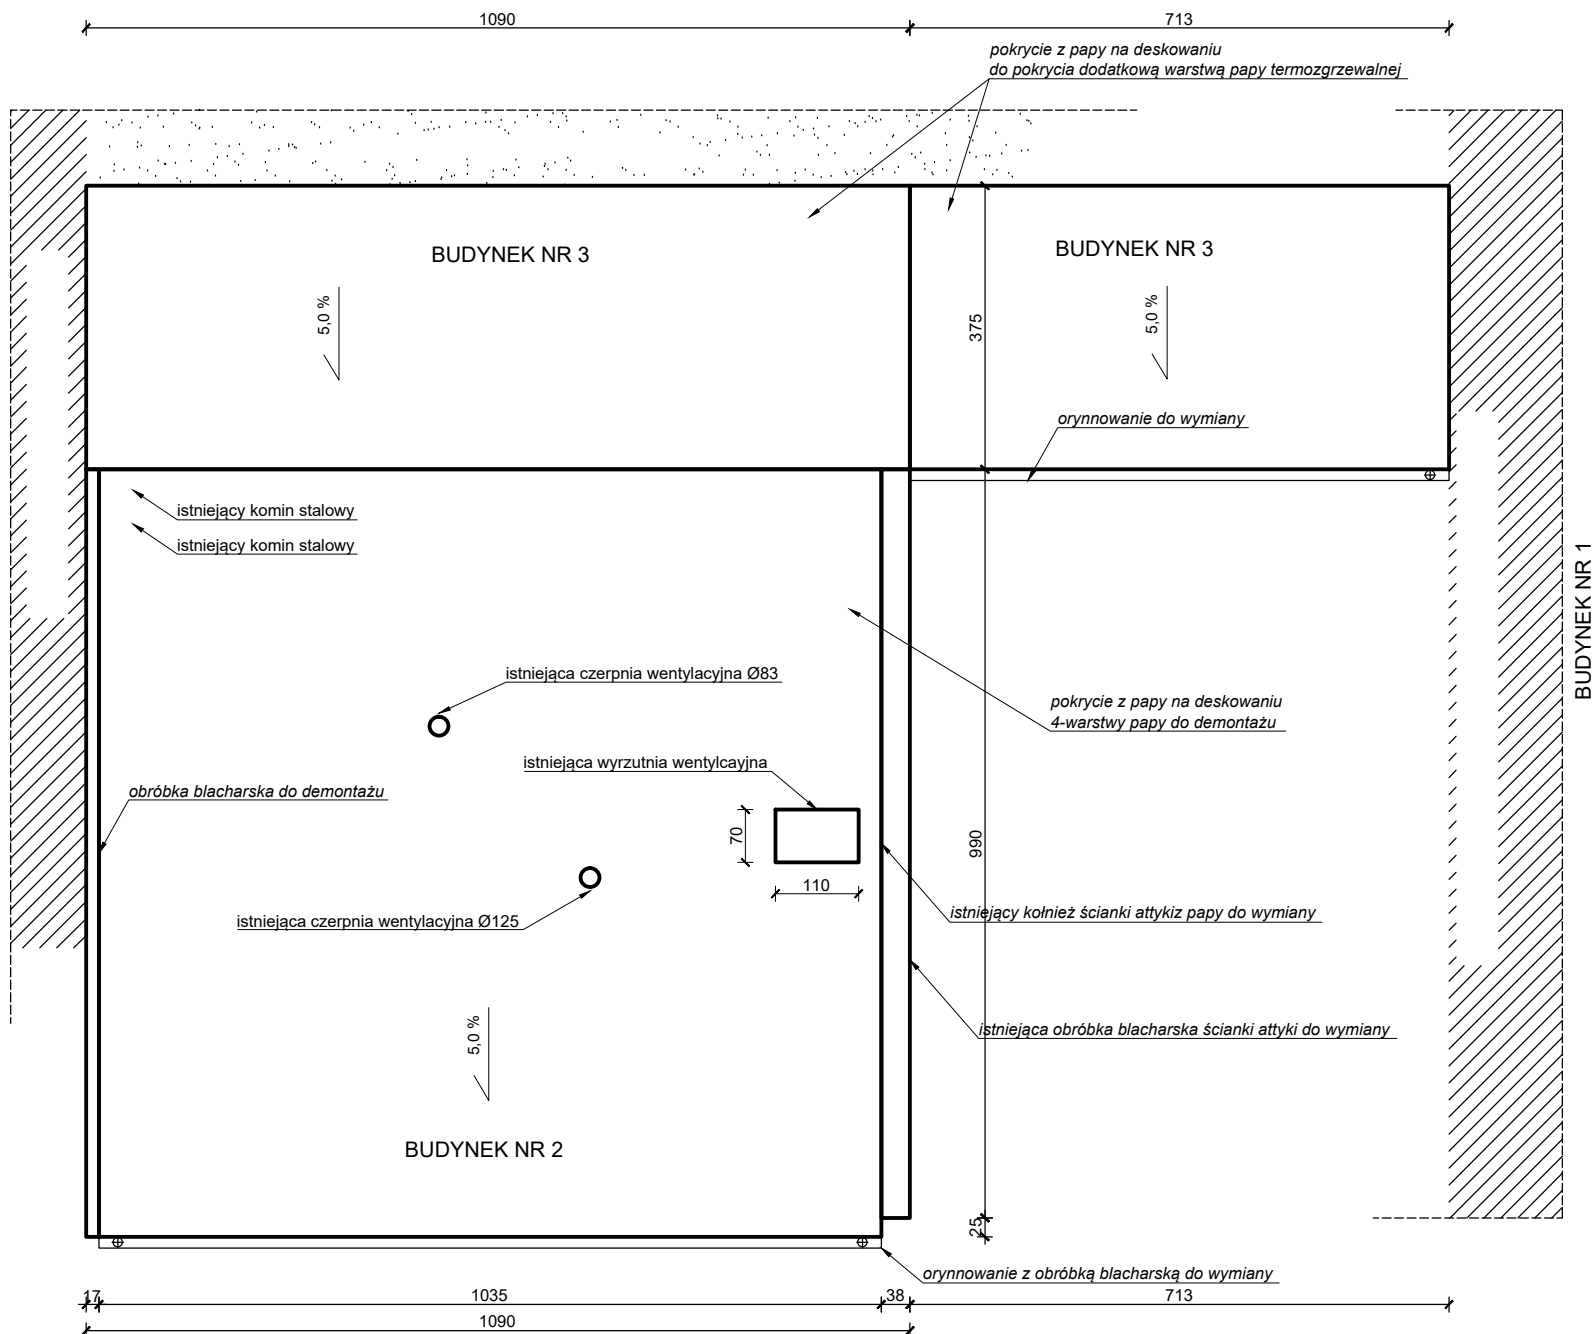 1090
713
pokrycie z papy na deskowaniu
do pokrycia dodatkową warstwą papy termozgrzewalnej
BUDYNEK NR 3
BUDYNEK NR 3
5,0 %
5,0 %
375
orynnowanie do wymiany
istniejący komin stalowy
istniejący komin stalowy
BUDYNEK NR 1
istniejąca czerpnia wentylacyjna Ø83
pokrycie z papy na deskowaniu
4-warstwy papy do demontażu
istniejąca wyrzutnia wentylcayjna
obróbka blacharska do demontażu
70
990
110
istniejąca czerpnia wentylacyjna Ø125
istniejący kołnież ścianki attykiz papy do wymiany
5,0 %
istniejąca obróbka blacharska ścianki attyki do wymiany
BUDYNEK NR 2
25
orynnowanie z obróbką blacharską do wymiany
17
1035
38
713
1090